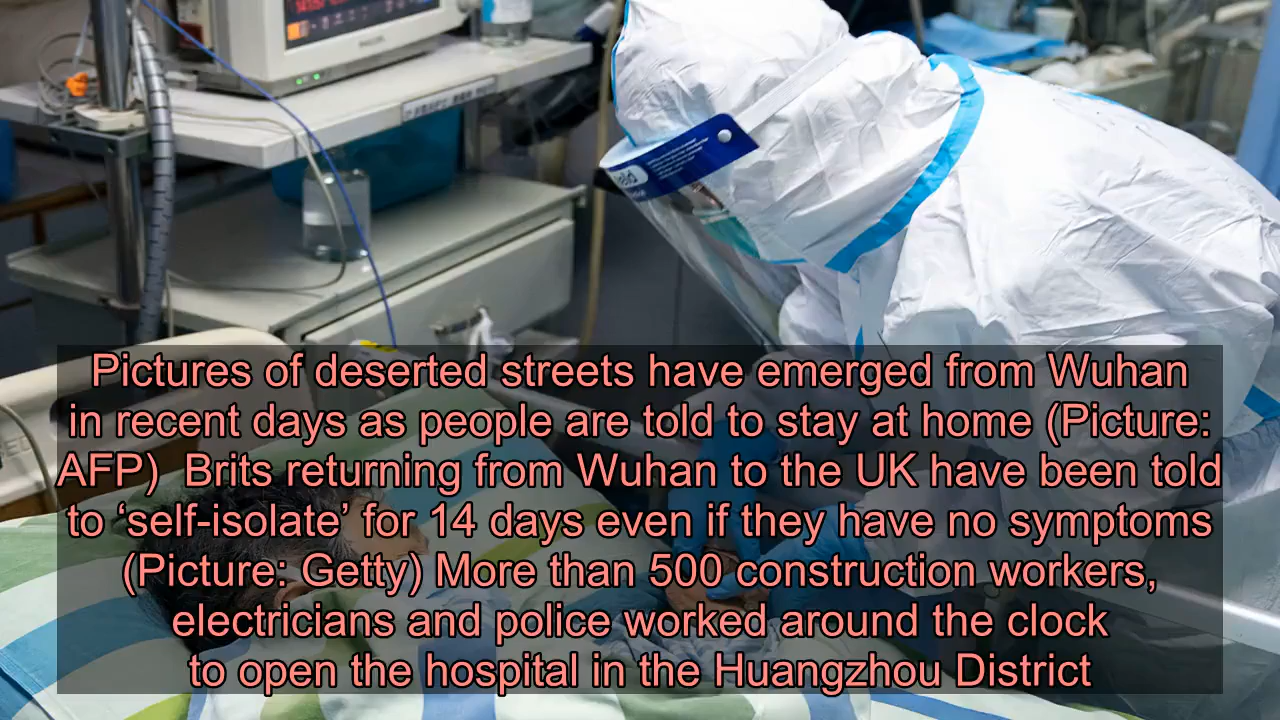 PHILIPS
Pictures of deserted streets have emerged from Wuhan
in recent days as people are told to stay at home (Picture:
AFP)  Brits returning from Wuhan to the UK have been told
to ‘self-isolate’ for 14 days even if they have no symptoms
(Picture: Getty) More than 500 construction workers,
electricians and police worked around the clock
to open the hospital in the Huangzhou District